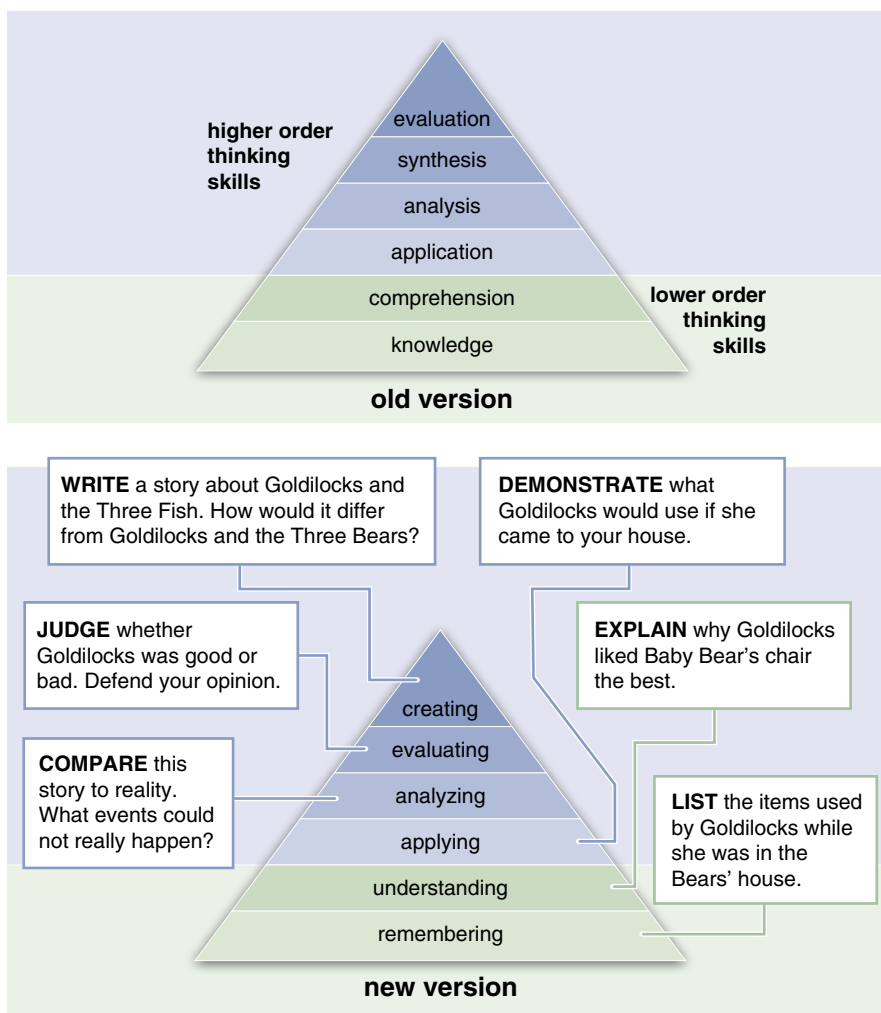 higher order
thinking
skills
evaluation
synthesis
analysis
application
comprehension
knowledge
lower order
thinking
skills
old version
WRITE a story about Goldilocks and
the Three Fish. How would it differ
from Goldilocks and the Three Bears?
DEMONSTRATE what
Goldilocks would use if she
came to your house.
JUDGE whether
Goldilocks was good or
bad. Defend your opinion.
EXPLAIN why Goldilocks
liked Baby Bear’s chair
the best.
COMPARE this
story to reality.
What events could
not really happen?
LIST the items used
by Goldilocks while
she was in the
Bears’ house.
creating
evaluating
analyzing
applying
understanding
remembering
new version